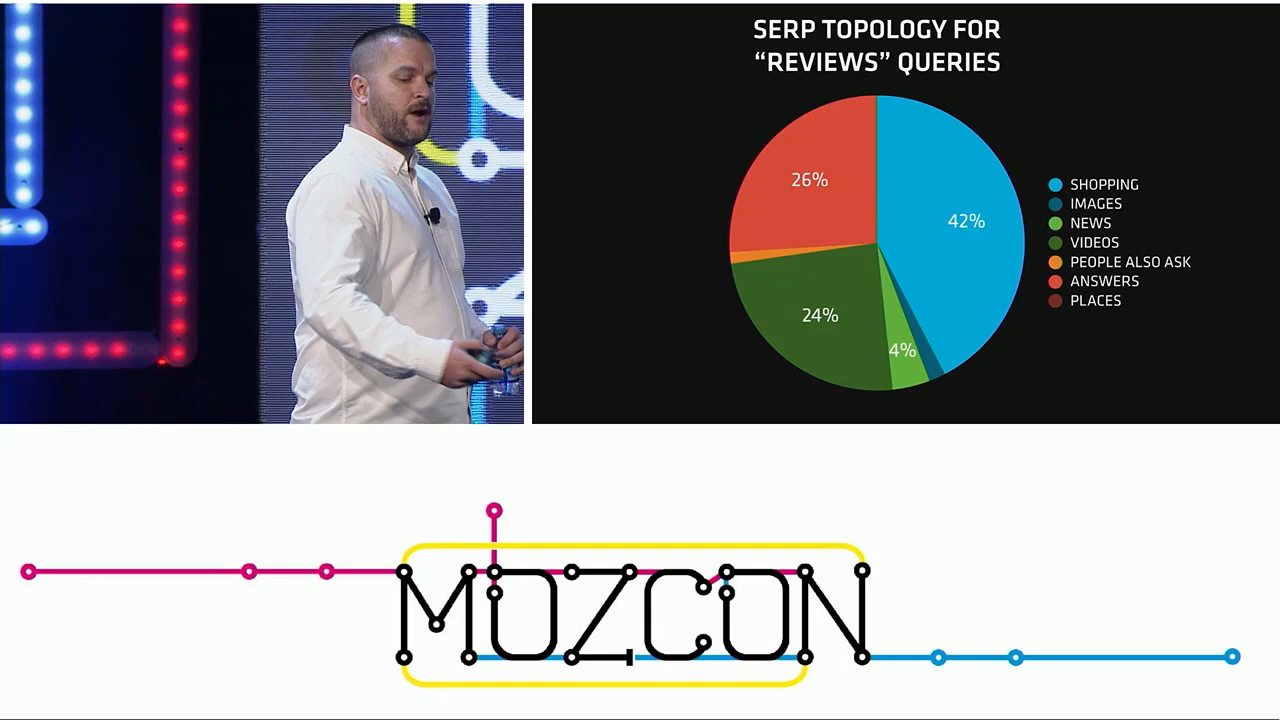 SERP TOPOLOGY FOR
“REVIEWS” QUERIES
26%
42%
24%
4%
SHOPPING
IMAGES
NEWS
VIDEOS
PEOPLE ALSO ASK
ANSWERS
PLACES
MOZCON